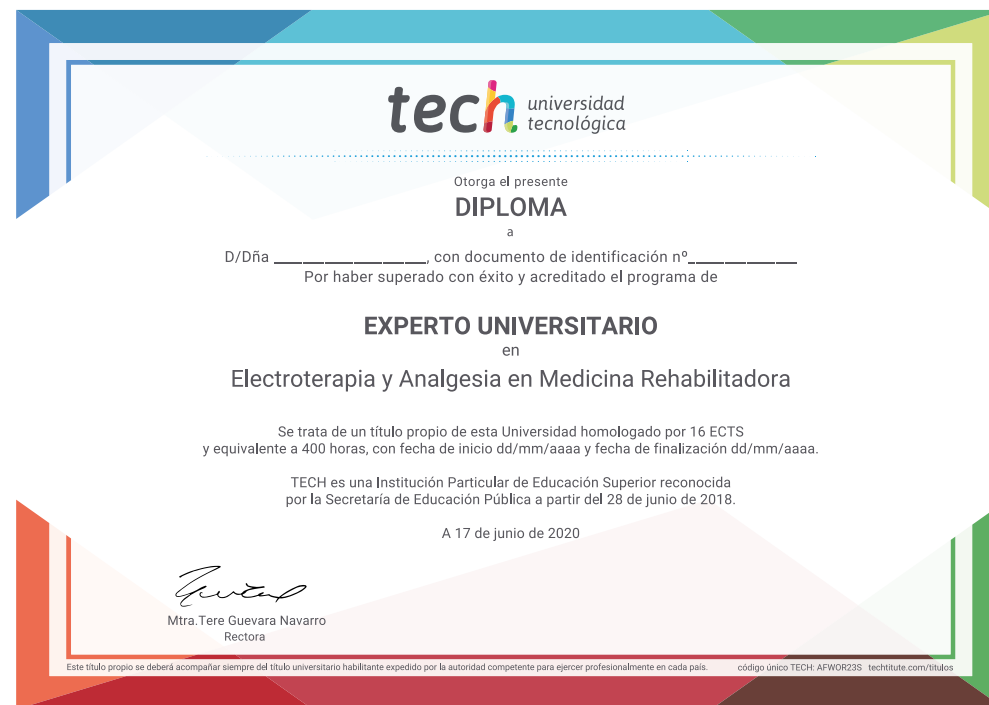 tech universidad
tecnológica
Otorga el presente
DIPLOMA
a
D/Dña ______________________, con documento de identificación nº_______________
Por haber superado con éxito y acreditado el programa de
EXPERTO UNIVERSITARIO
en
Electroterapia y Analgesia en Medicina Rehabilitadora
Se trata de un título propio de esta Universidad homologado por 16 ECTS
y equivalente a 400 horas, con fecha de inicio dd/mm/aaaa y fecha de finalización dd/mm/aaaa.
TECH es una Institución Particular de Educación Superior reconocida
por la Secretaría de Educación Pública a partir del 28 de junio de 2018.
A 17 de junio de 2020
Mtra.Tere Guevara Navarro
Rectora
Este título propio se deberá acompañar siempre del título universitario habilitante expedido por la autoridad competente para ejercer profesionalmente en cada país. código único TECH: AFWOR23S techtitute.com/titulos